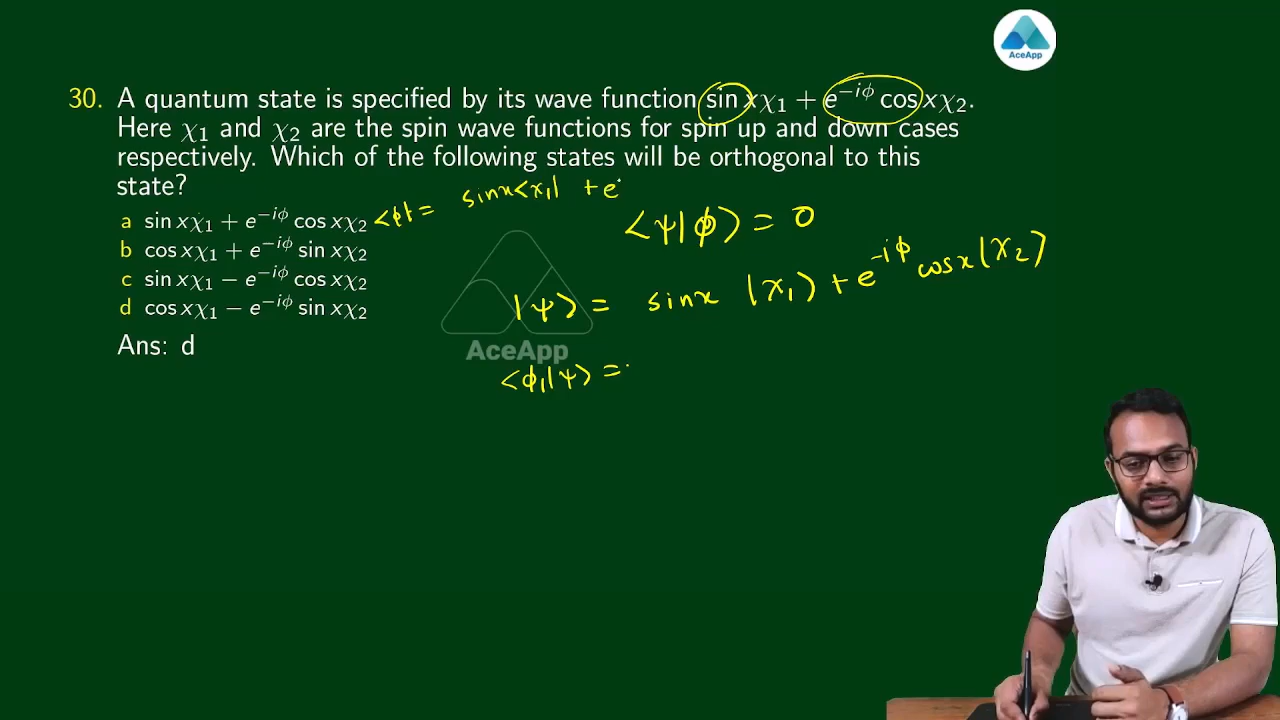 AceApp
30. A quantum state is specified by its wave function sin xχ₁ + e^{−iϕ} cos xχ₂.
Here χ₁ and χ₂ are the spin wave functions for spin up and down cases
respectively. Which of the following states will be orthogonal to this
state?
a sin xχ₁ + e^{−iϕ} cos xχ₂
b cos xχ₁ + e^{−iϕ} sin xχ₂
c sin xχ₁ − e^{−iϕ} cos xχ₂
d cos xχ₁ − e^{−iϕ} sin xχ₂
Ans: d
<ϕ| = sinx<χ₁| + e
<ψ|ϕ> = 0
|ψ> = sinx |χ₁> + e^{−iϕ} cosx|χ₂>
<ϕ₁|ψ> =
AceApp